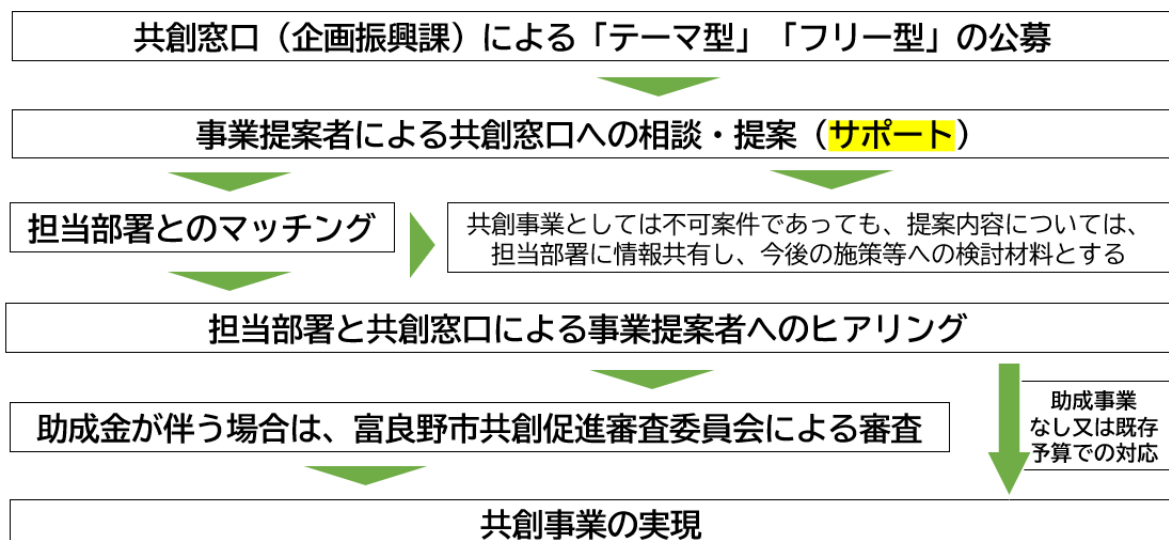 共創窓口（企画振興課）による「テーマ型」「フリー型」の公募
事業提案者による共創窓口への相談・提案（サポート）
担当部署とのマッチング
共創事業としては不可案件であっても、提案内容については、
担当部署に情報共有し、今後の施策等への検討材料とする
担当部署と共創窓口による事業提案者へのヒアリング
助成金が伴う場合は、富良野市共創促進審査委員会による審査
助成事業
なし又は既存
予算での対応
共創事業の実現